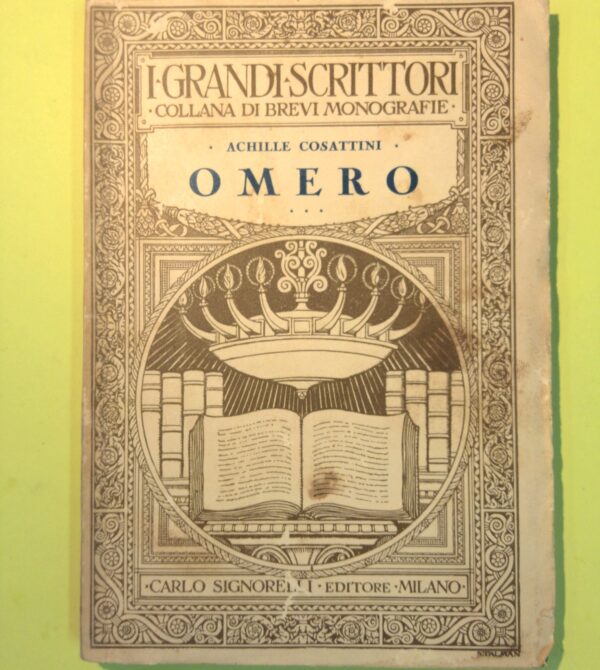 I·GRANDI·SCRITTORI
·COLLANA DI BREVI MONOGRAFIE·
· ACHILLE COSATTINI ·
OMERO
· · ·
·CARLO SIGNORELLI·EDITORE·MILANO·